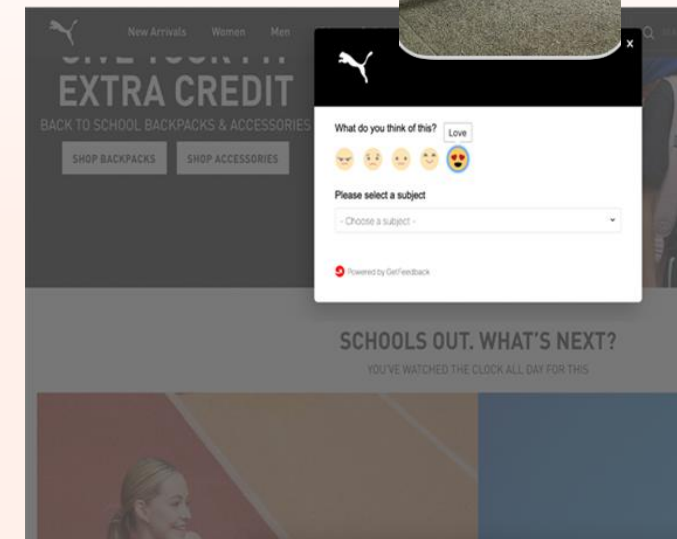 New Arrivals Women Men
EXTRA CREDIT
BACK TO SCHOOL BACKPACKS & ACCESSORIES
SHOP BACKPACKS SHOP ACCESSORIES
x
What do you think of this?
Love
Please select a subject
- Choose a subject -
Powered by GetFeedback
SCHOOLS OUT. WHAT'S NEXT?
YOU'VE WATCHED THE CLOCK ALL DAY FOR THIS